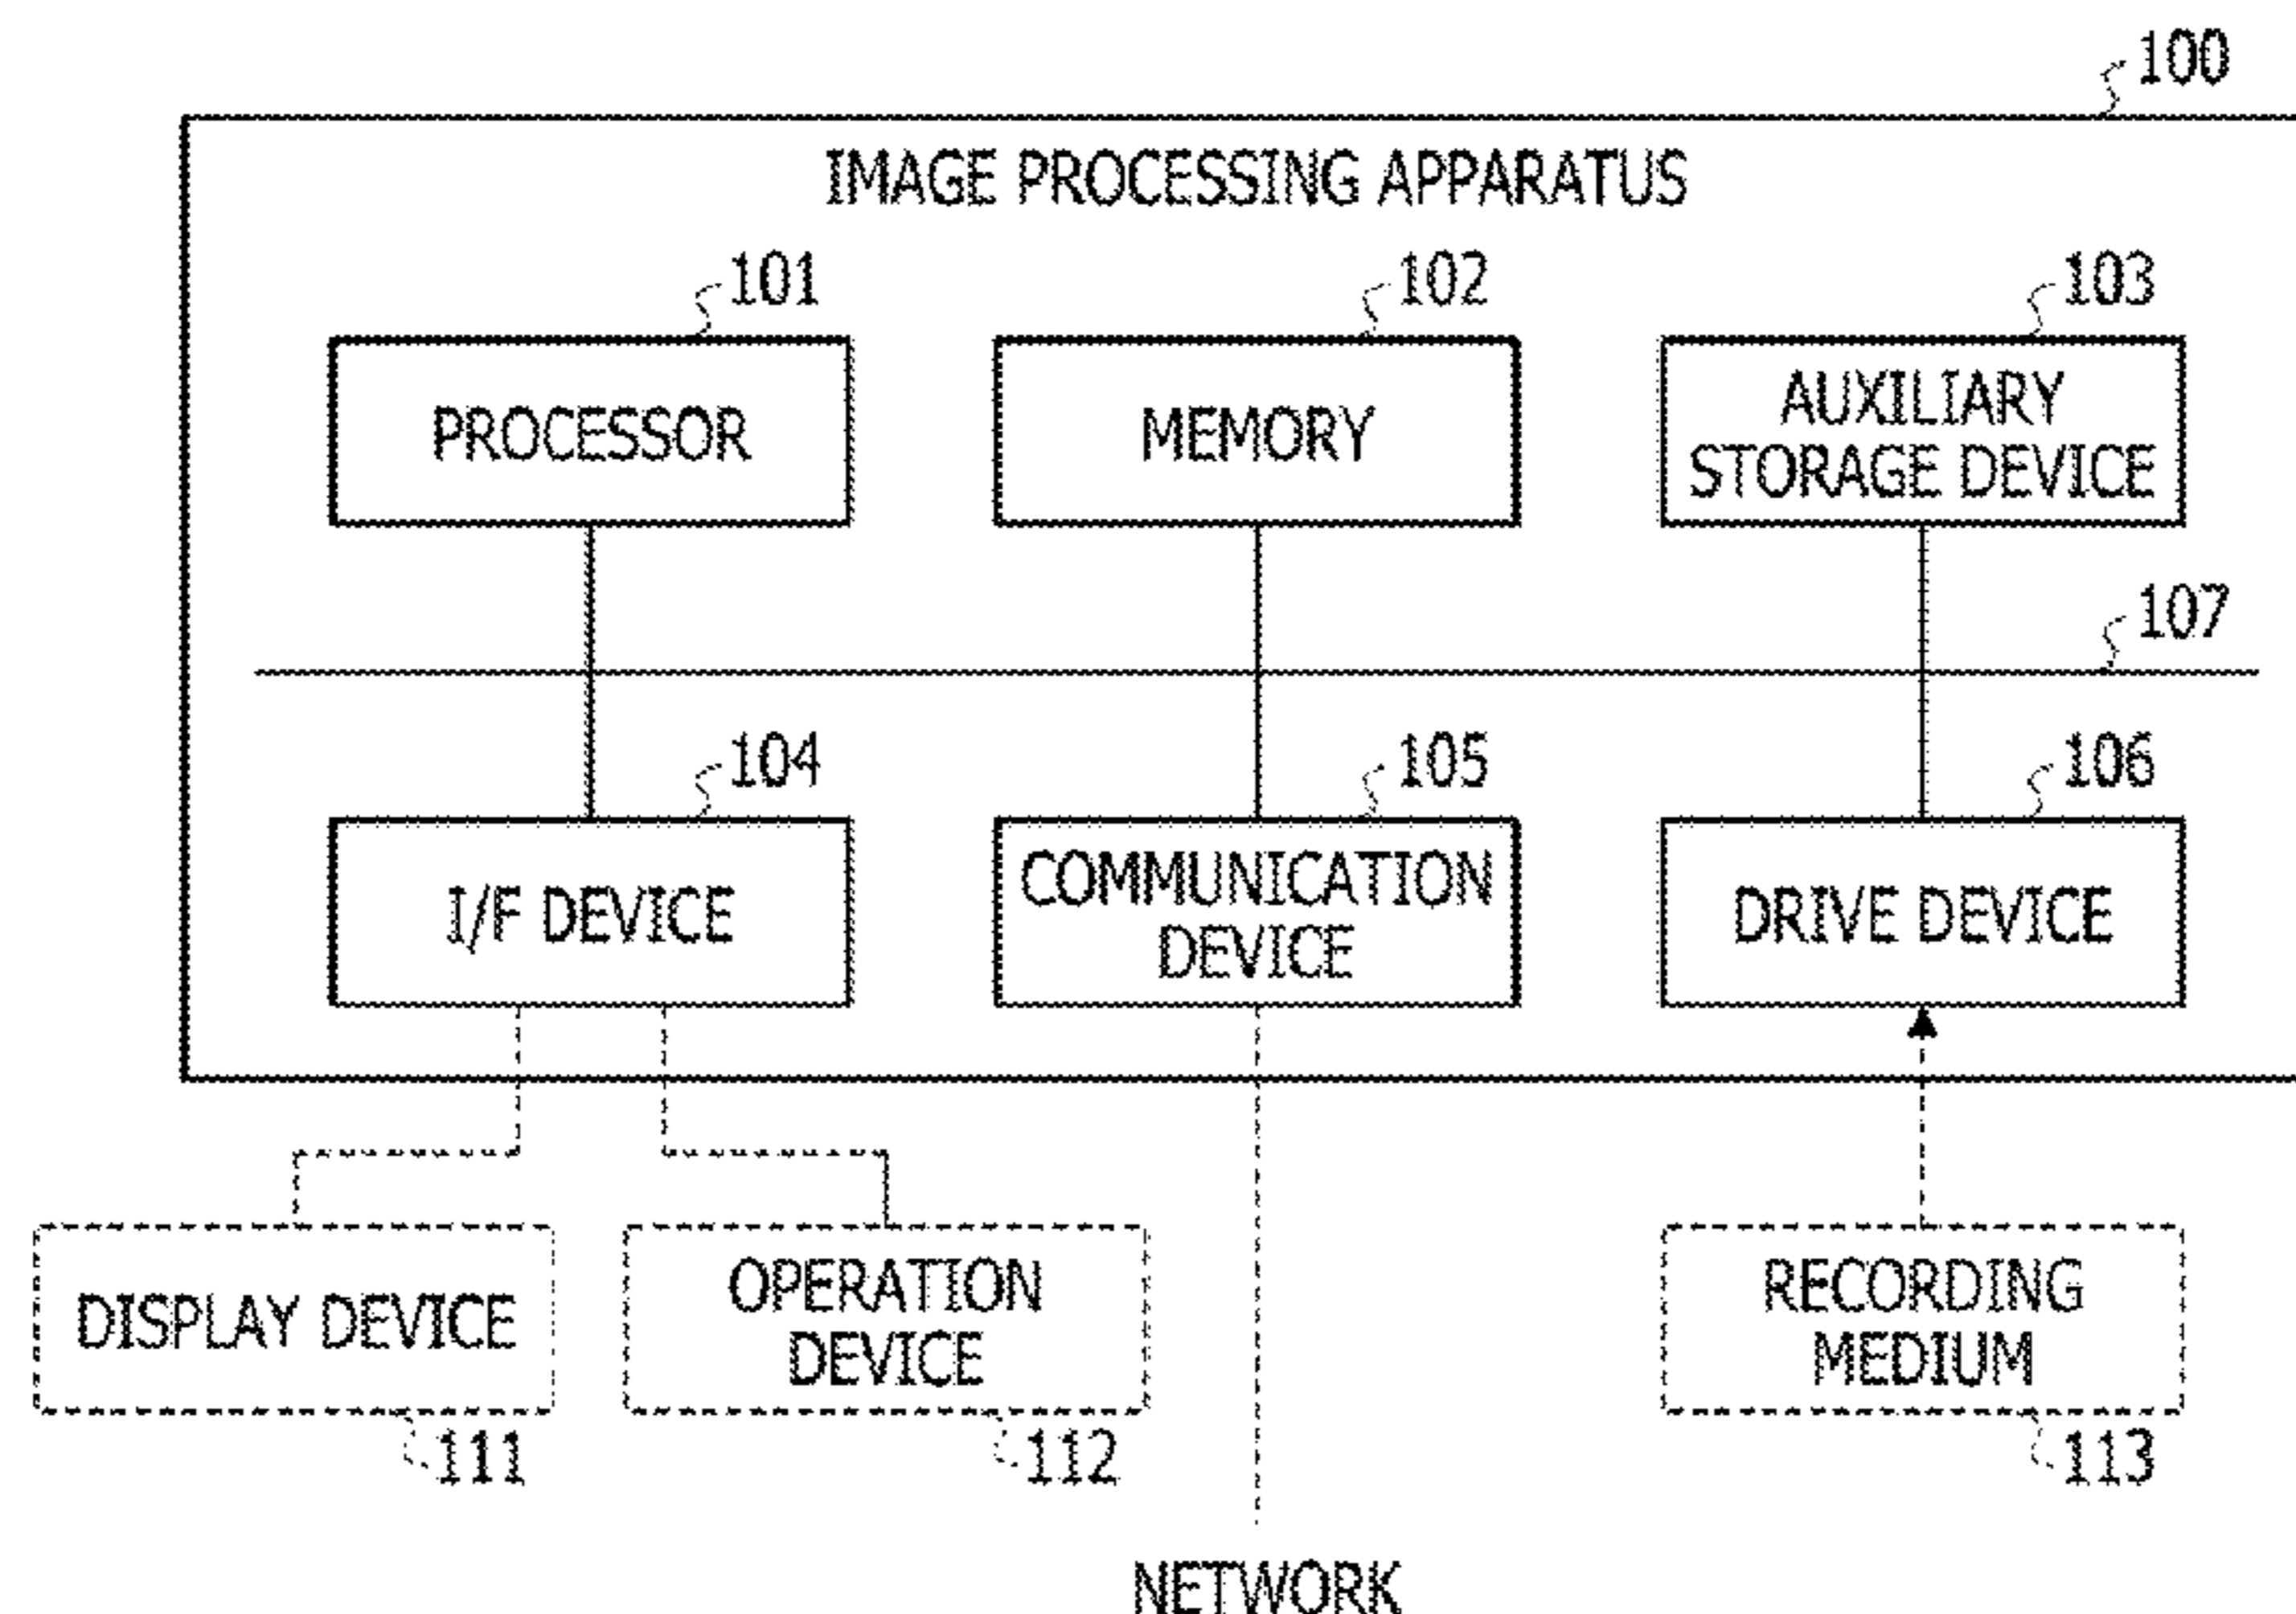 100
IMAGE PROCESSING APPARATUS
101
102
103
PROCESSOR
MEMORY
AUXILIARY
STORAGE DEVICE
107
104
105
106
I/F DEVICE
COMMUNICATION
DEVICE
DRIVE DEVICE
DISPLAY DEVICE
OPERATION
DEVICE
RECORDING
MEDIUM
111
112
113
NETWORK